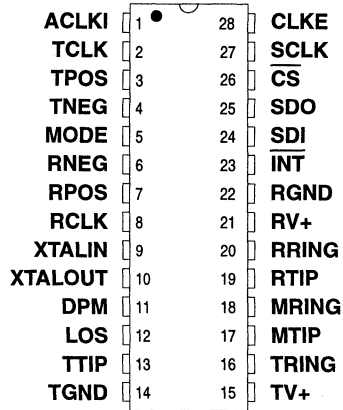 ACLKI 1 28 CLKE
TCLK 2 27 SCLK
TPOS 3 26 CS
TNEG 4 25 SDO
MODE 5 24 SDI
RNEG 6 23 INT
RPOS 7 22 RGND
RCLK 8 21 RV+
XTALIN 9 20 RRING
XTALOUT 10 19 RTIP
DPM 11 18 MRING
LOS 12 17 MTIP
TTIP 13 16 TRING
TGND 14 15 TV+